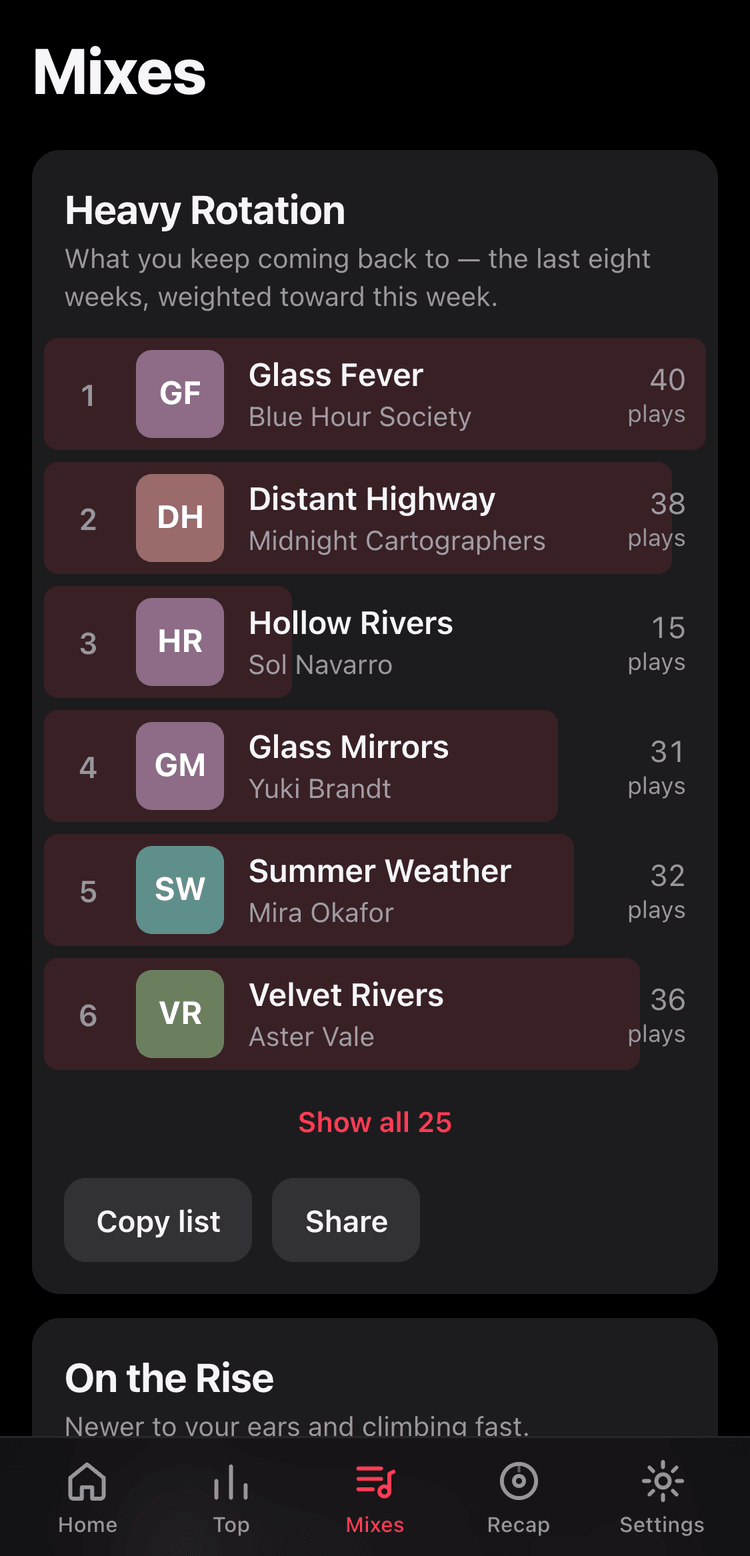 Mixes
Heavy Rotation
What you keep coming back to — the last eight
weeks, weighted toward this week.
1
GF
Glass Fever
Blue Hour Society
40
plays
2
DH
Distant Highway
Midnight Cartographers
38
plays
3
HR
Hollow Rivers
Sol Navarro
15
plays
4
GM
Glass Mirrors
Yuki Brandt
31
plays
5
SW
Summer Weather
Mira Okafor
32
plays
6
VR
Velvet Rivers
Aster Vale
36
plays
Show all 25
Copy list
Share
On the Rise
Newer to your ears and climbing fast.
Home
Top
Mixes
Recap
Settings